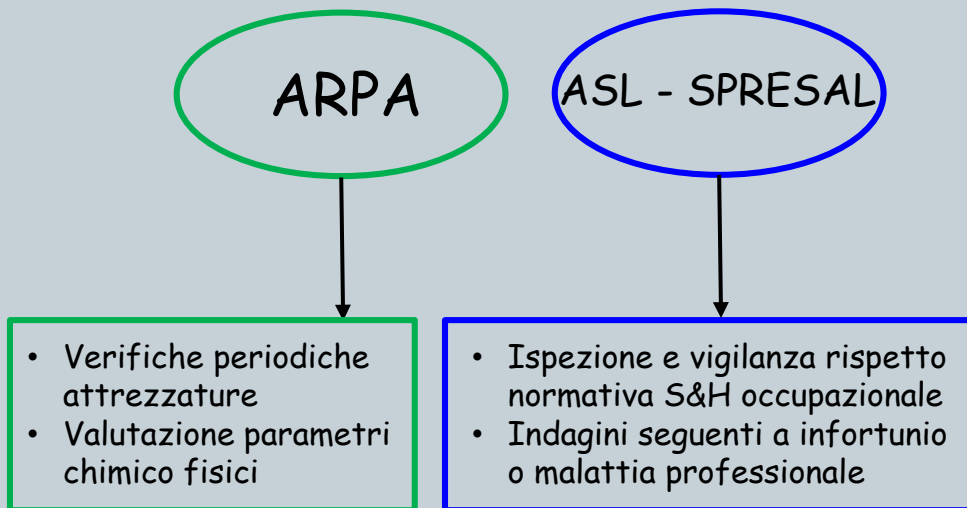 ARPA
ASL - SPRESAL
• Verifiche periodiche
attrezzature
• Valutazione parametri
chimico fisici
• Ispezione e vigilanza rispetto
normativa S&H occupazionale
• Indagini seguenti a infortunio
o malattia professionale